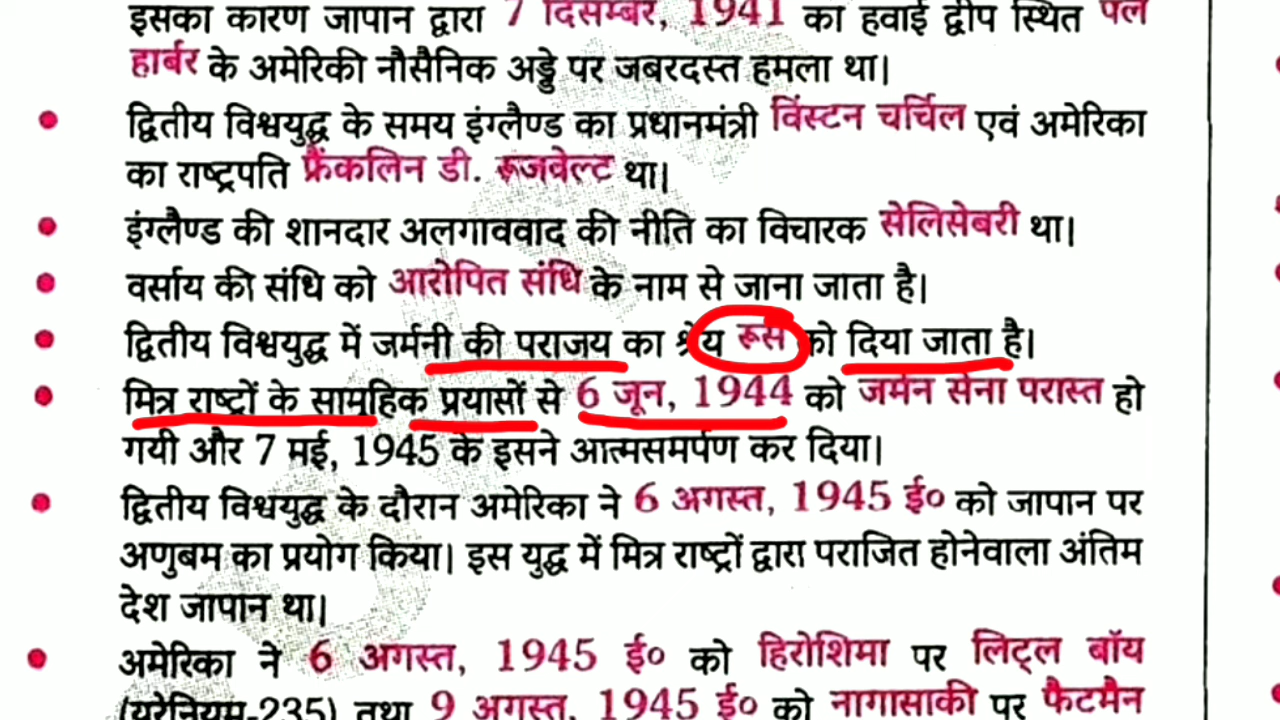 इसका कारण जापान द्वारा 7 दिसम्बर, 1941 का हवाई द्वीप स्थित पर्ल
हार्बर के अमेरिकी नौसैनिक अड्डे पर जबरदस्त हमला था।
• द्वितीय विश्वयुद्ध के समय इंग्लैण्ड का प्रधानमंत्री विंस्टन चर्चिल एवं अमेरिका
का राष्ट्रपति फ्रैंकलिन डी. रूजवेल्ट था।
• इंग्लैण्ड की शानदार अलगाववाद की नीति का विचारक सेलिसेबरी था।
• वर्साय की संधि को आरोपित संधि के नाम से जाना जाता है।
• द्वितीय विश्वयुद्ध में जर्मनी की पराजय का श्रेय रूस को दिया जाता है।
• मित्र राष्ट्रों के सामूहिक प्रयासों से 6 जून, 1944 को जर्मन सेना परास्त हो
गयी और 7 मई, 1945 के इसने आत्मसमर्पण कर दिया।
• द्वितीय विश्वयुद्ध के दौरान अमेरिका ने 6 अगस्त, 1945 ई० को जापान पर
अणुबम का प्रयोग किया। इस युद्ध में मित्र राष्ट्रों द्वारा पराजित होनेवाला अंतिम
देश जापान था।
• अमेरिका ने 6 अगस्त, 1945 ई० को हिरोशिमा पर लिट्ल बॉय
(यूरेनियम-235) तथा 9 अगस्त, 1945 ई० को नागासाकी पर फैटमैन